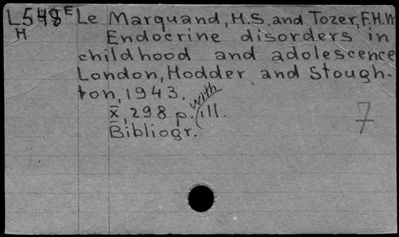 L548E Le Marquand, H.S. and Tozer, F.H.W
H Endocrine disorders in
childhood and adolescence
London, Hodder and Stough-
ton, 1943.
x̄, 298 p. (with ill.
Bibliogr.
7